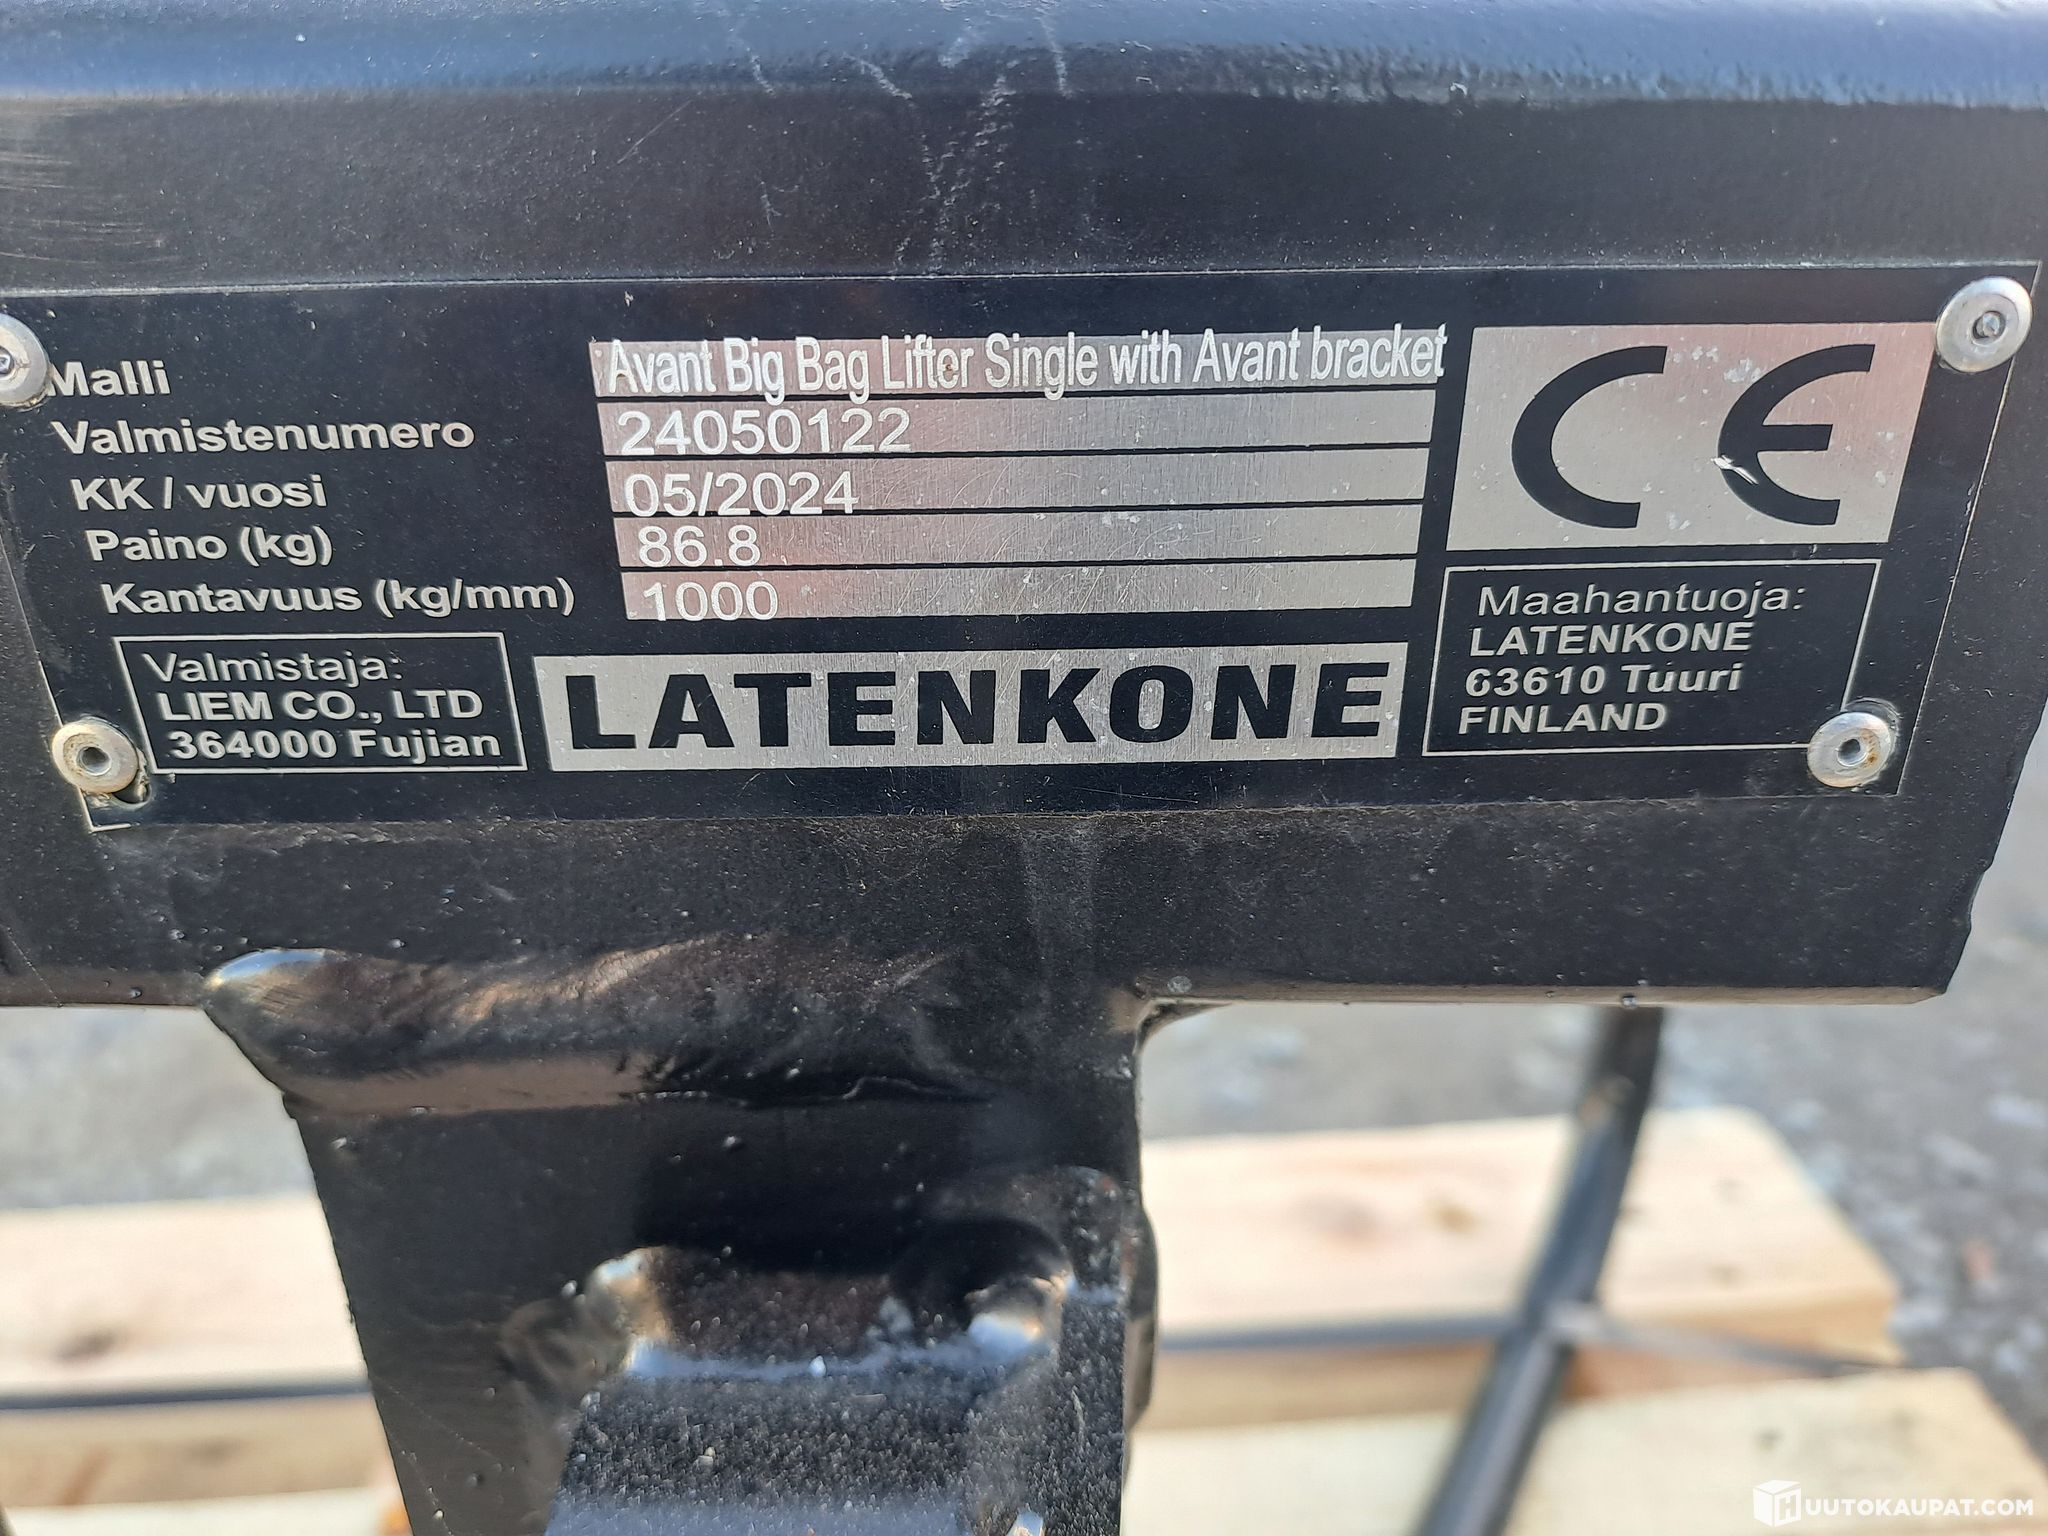 Malli Avant Big Bag Lifter Single with Avant bracket
Valmistenumero 24050122
KK / vuosi 05/2024
Paino (kg) 86.8
Kantavuus (kg/mm) 1000
CE
Valmistaja:
LIEM CO., LTD
364000 Fujian
LATENKONE
Maahantuoja:
LATENKONE
63610 Tuuri
FINLAND
HUUTOKAUPAT.COM